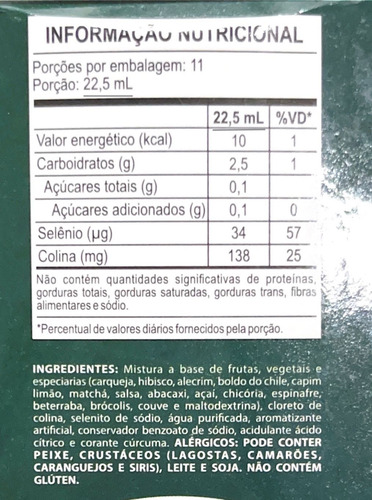 INFORMAÇÃO NUTRICIONAL
Porções por embalagem: 11
Porção: 22,5 mL
22,5 mL %VD*
Valor energético (kcal) 10 1
Carboidratos (g) 2,5 1
Açúcares totais (g) 0,1
Açúcares adicionados (g) 0,1 0
Selênio (µg) 34 57
Colina (mg) 138 25
Não contém quantidades significativas de proteínas,
gorduras totais, gorduras saturadas, gorduras trans, fibras
alimentares e sódio.
*Percentual de valores diários fornecidos pela porção.
INGREDIENTES: Mistura a base de frutas, vegetais e
especiarias (carqueja, hibisco, alecrim, boldo do chile, capim
limão, matchá, salsa, abacaxi, açaí, chicória, espinafre,
beterraba, brócolis, couve e maltodextrina), cloreto de
colina, selenito de sódio, água purificada, aromatizante
artificial, conservador benzoato de sódio, acidulante ácido
cítrico e corante cúrcuma. ALÉRGICOS: PODE CONTER
PEIXE, CRUSTÁCEOS (LAGOSTAS, CAMARÕES,
CARANGUEJOS E SIRIS), LEITE E SOJA. NÃO CONTÉM
GLÚTEN.